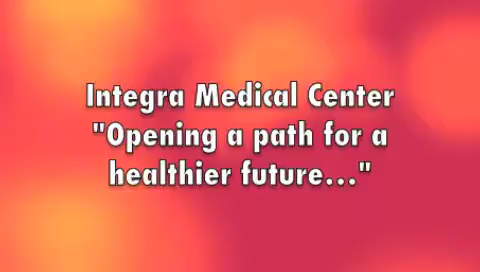 Integra Medical Center
"Opening a path for a
healthier future..."